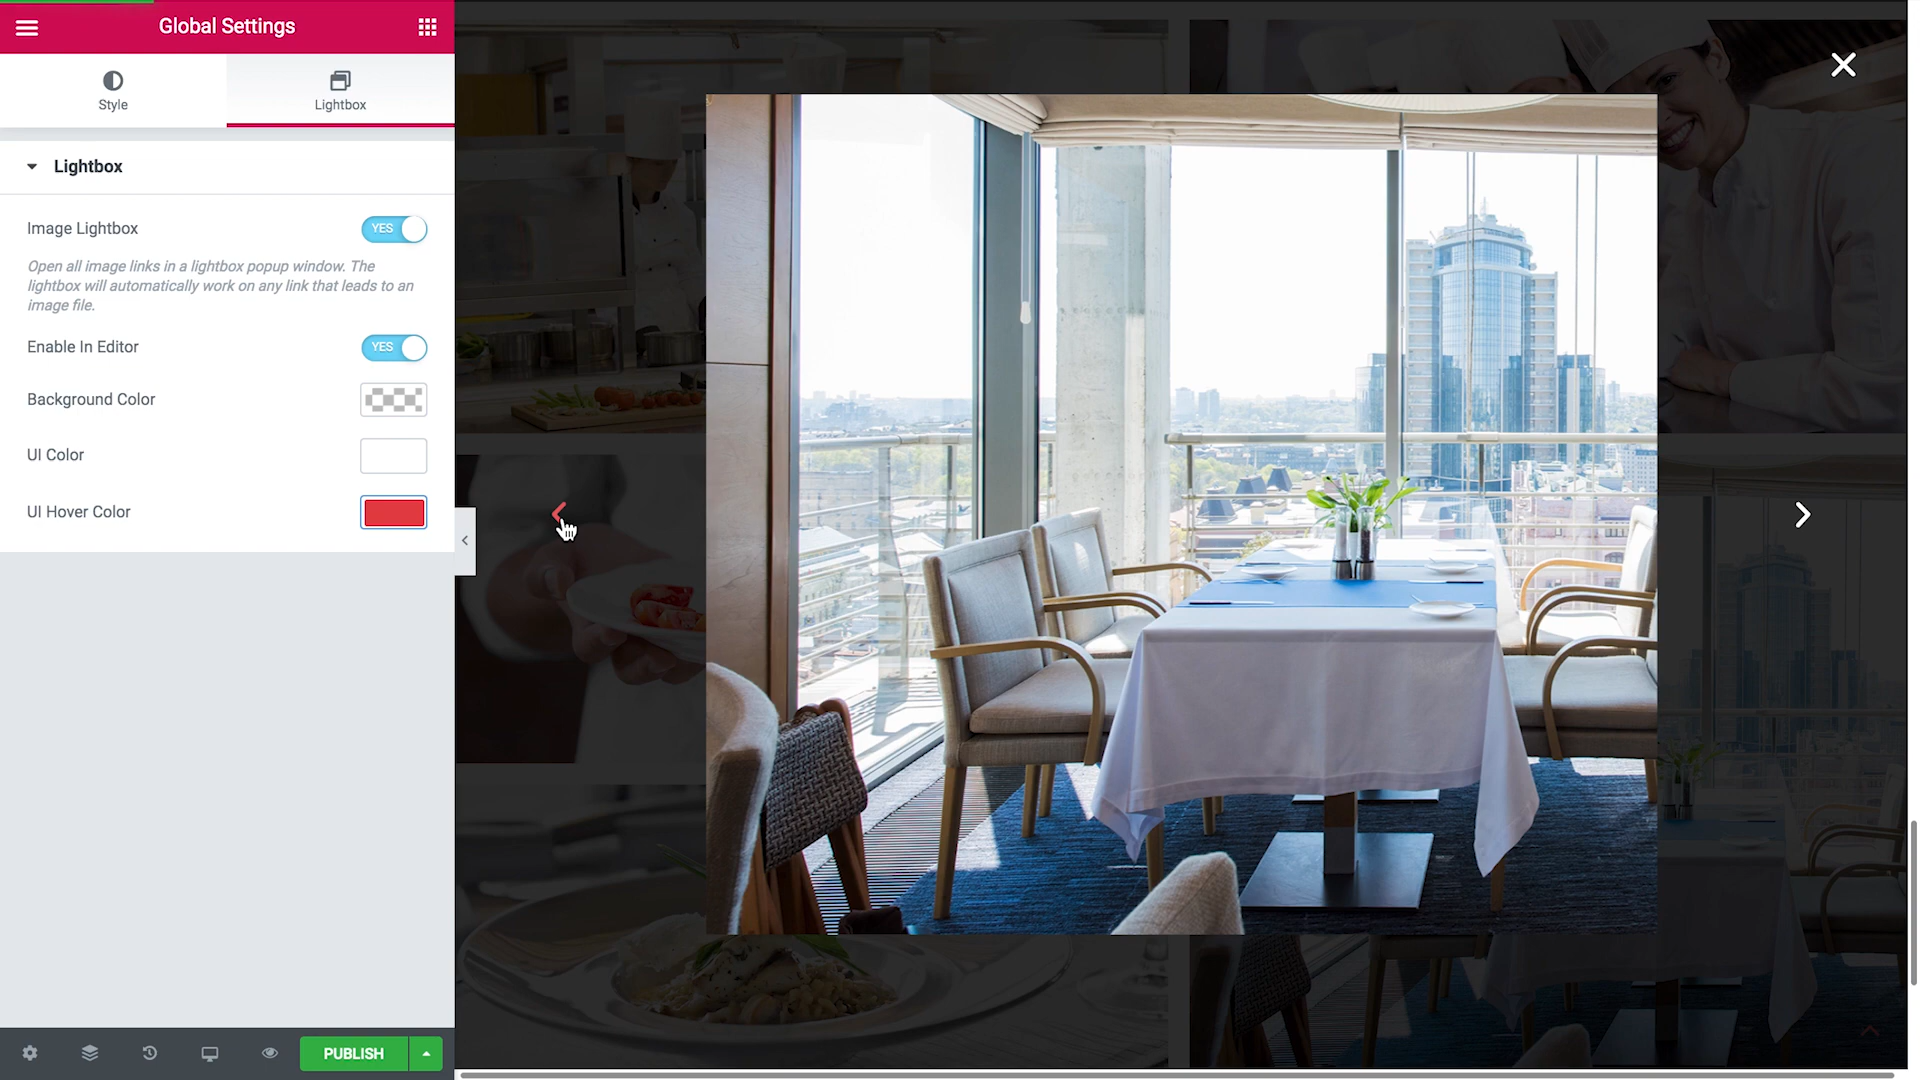 Global Settings
Style
Lightbox
Lightbox
Image Lightbox
YES
Open all image links in a lightbox popup window. The
lightbox will automatically work on any link that leads to an
image file.
Enable In Editor
YES
Background Color
UI Color
UI Hover Color
PUBLISH